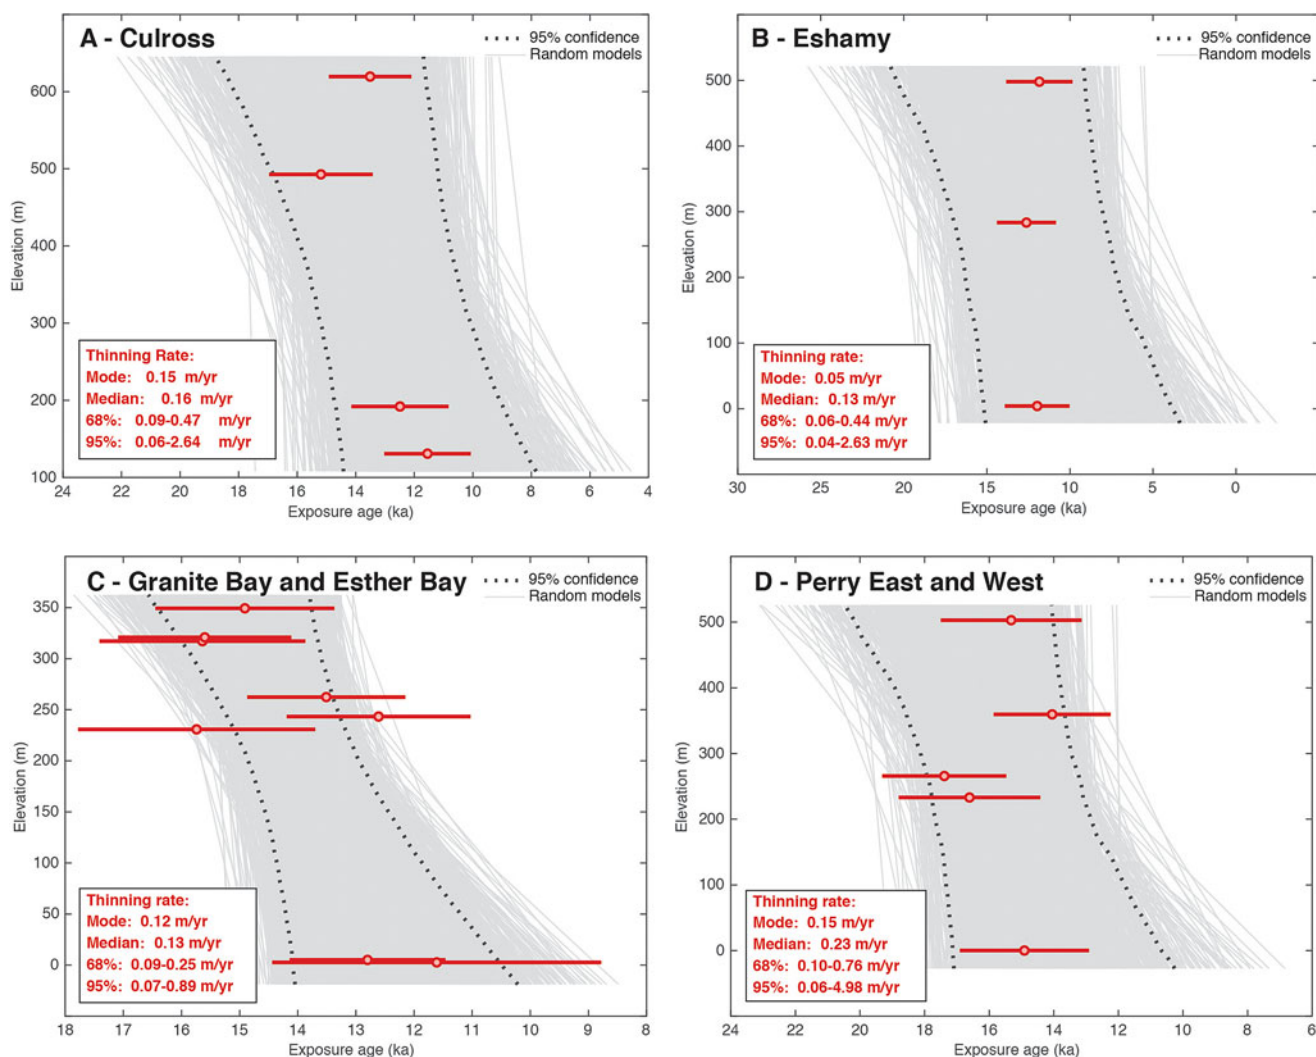 A - Culross
95% confidence
Random models
600
500
400
300
200
100
Elevation (m)
Thinning Rate:
Mode: 0.15 m/yr
Median: 0.16 m/yr
68%: 0.09-0.47 m/yr
95%: 0.06-2.64 m/yr
24 22 20 18 16 14 12 10 8 6 4
Exposure age (ka)
B - Eshamy
95% confidence
Random models
500
400
300
200
100
0
Elevation (m)
Thinning rate:
Mode: 0.05 m/yr
Median: 0.13 m/yr
68%: 0.06-0.44 m/yr
95%: 0.04-2.63 m/yr
30 25 20 15 10 5 0
Exposure age (ka)
C - Granite Bay and Esther Bay
95% confidence
Random models
350
300
250
200
150
100
50
0
Elevation (m)
Thinning rate:
Mode: 0.12 m/yr
Median: 0.13 m/yr
68%: 0.09-0.25 m/yr
95%: 0.07-0.89 m/yr
18 17 16 15 14 13 12 11 10 9 8
Exposure age (ka)
D - Perry East and West
95% confidence
Random models
500
400
300
200
100
0
Elevation (m)
Thinning rate:
Mode: 0.15 m/yr
Median: 0.23 m/yr
68%: 0.10-0.76 m/yr
95%: 0.06-4.98 m/yr
24 22 20 18 16 14 12 10 8 6
Exposure age (ka)